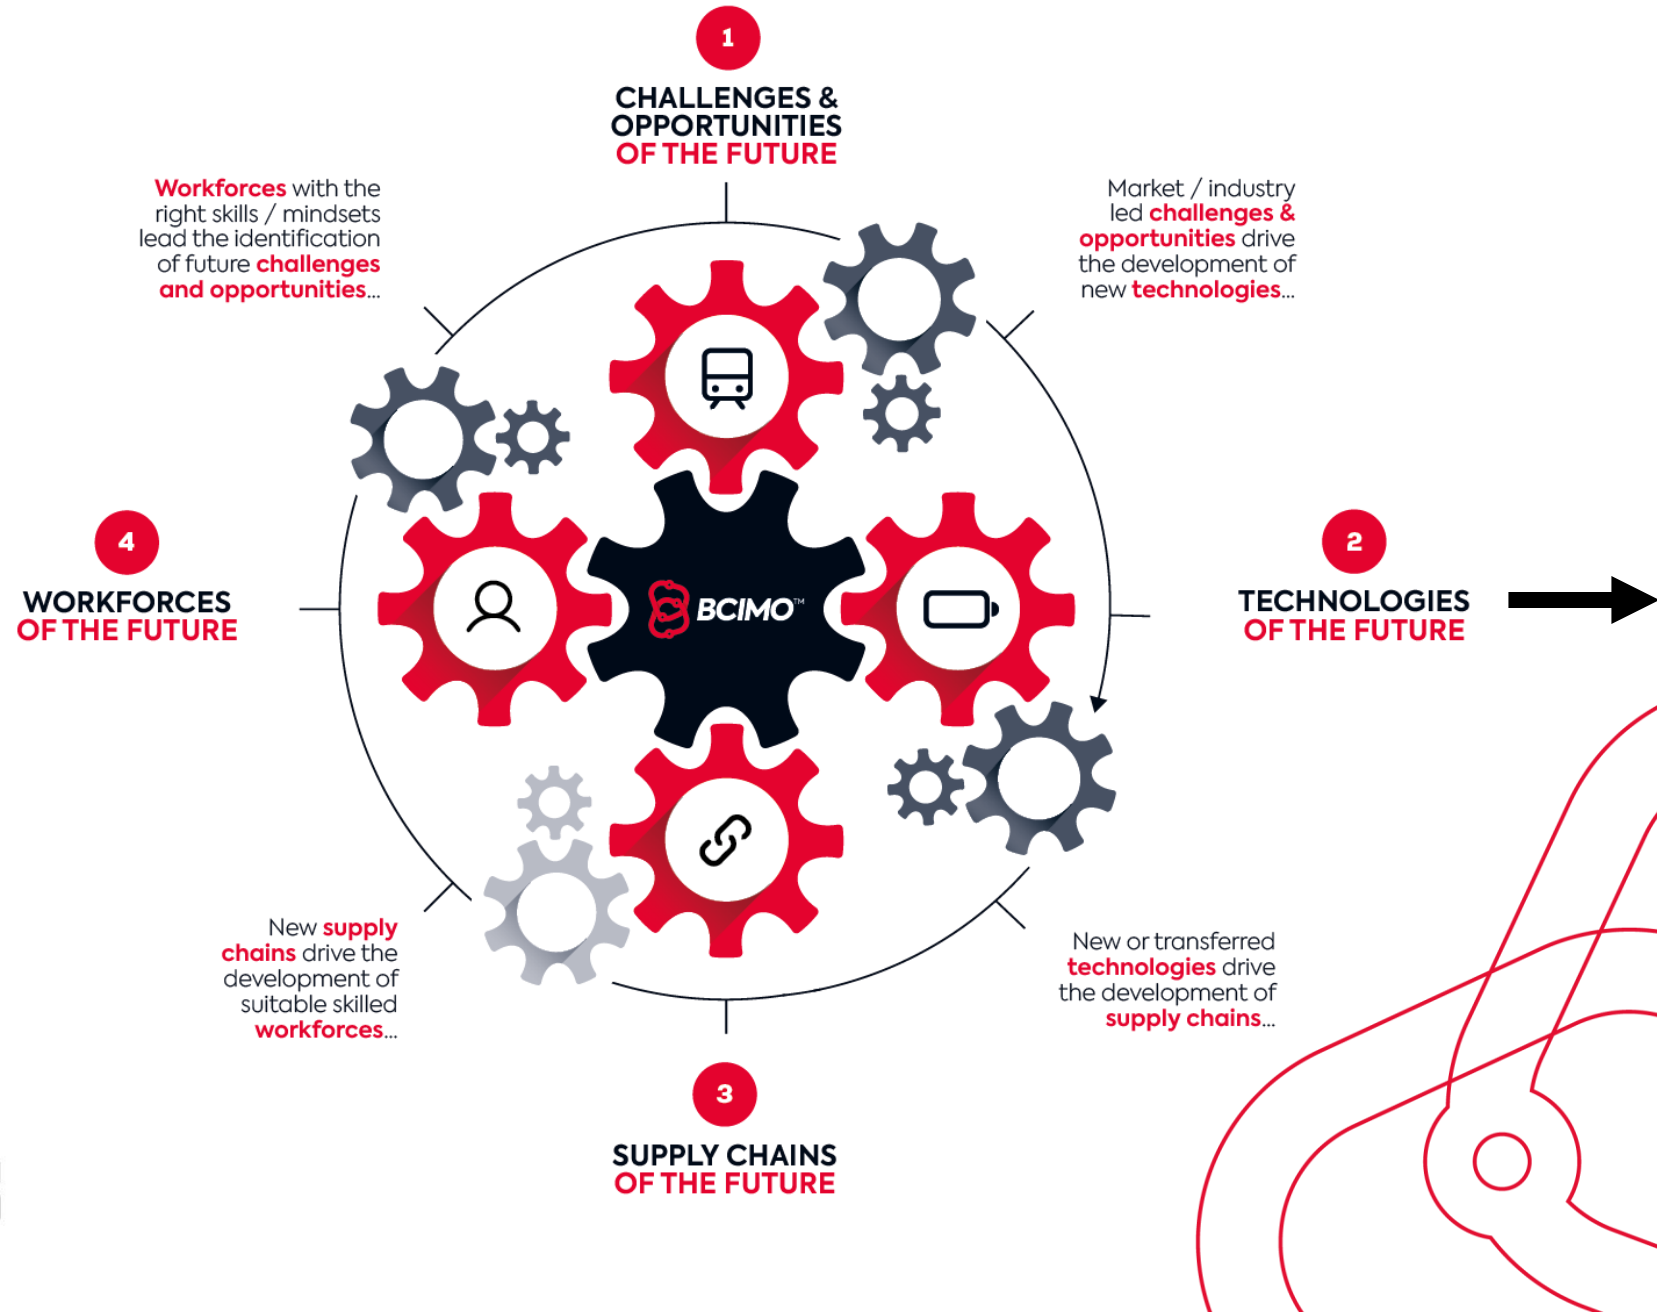 1
CHALLENGES &
OPPORTUNITIES
OF THE FUTURE
Workforces with the
right skills / mindsets
lead the identification
of future challenges
and opportunities...
Market / industry
led challenges &
opportunities drive
the development of
new technologies...
4
WORKFORCES
OF THE FUTURE
BCIMO™
2
TECHNOLOGIES
OF THE FUTURE
New supply
chains drive the
development of
suitable skilled
workforces...
New or transferred
technologies drive
the development of
supply chains...
3
SUPPLY CHAINS
OF THE FUTURE